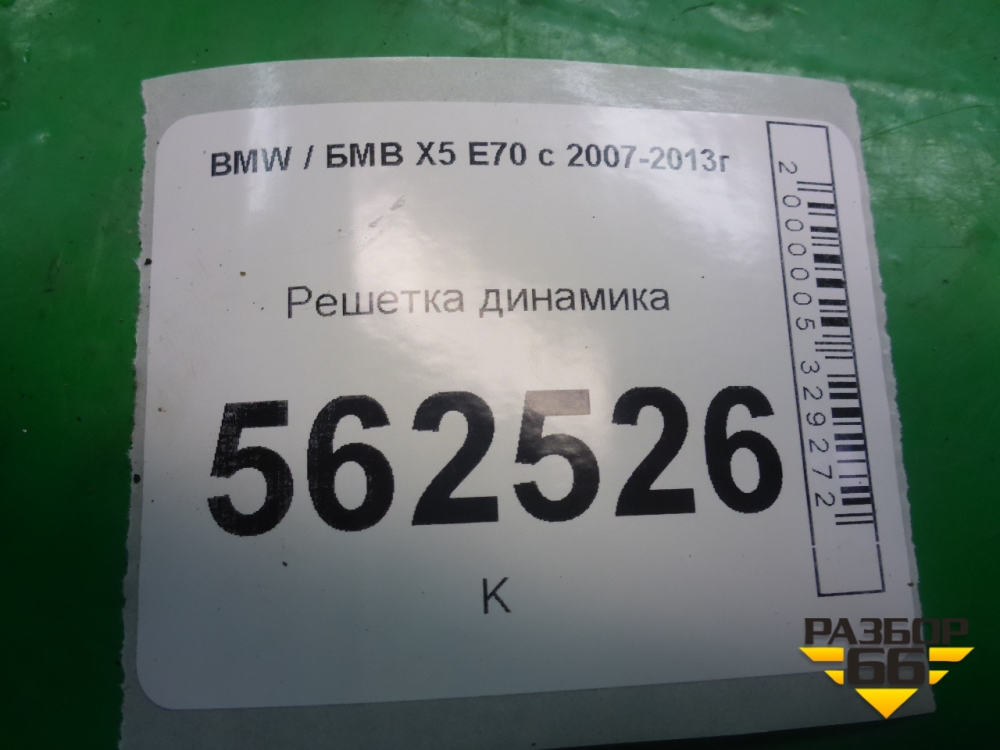 BMW / БМВ X5 E70 с 2007-2013г
Решетка динамика
562526
К
2000005329272
РАЗБОР
66